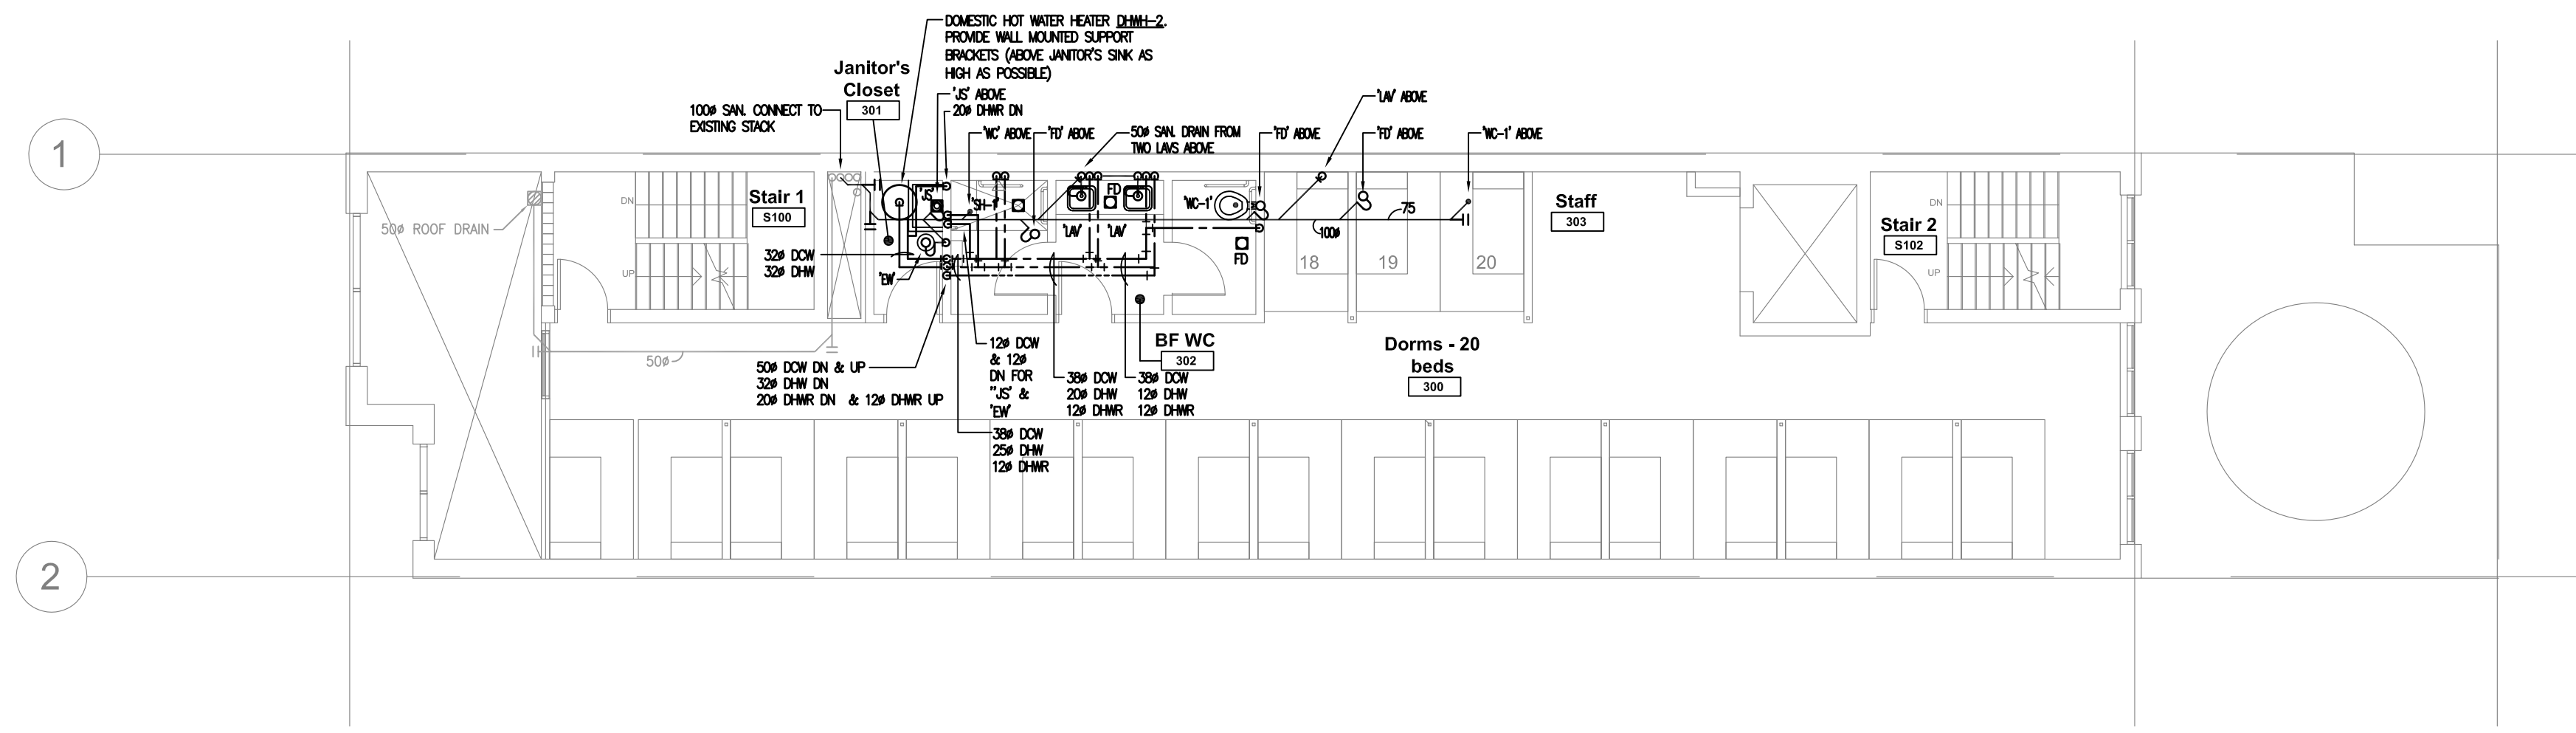 DOMESTIC HOT WATER HEATER DHWH-2.
PROVIDE WALL MOUNTED SUPPORT
BRACKETS (ABOVE JANITOR'S SINK AS
HIGH AS POSSIBLE)
Janitor's
Closet
301
'JS' ABOVE
20ø DHWR DN
100ø SAN. CONNECT TO
EXISTING STACK
'WC' ABOVE
'FD' ABOVE
50ø SAN. DRAIN FROM
TWO LAVS ABOVE
'FD' ABOVE
'LAV' ABOVE
'FD' ABOVE
'WC-1' ABOVE
1
Stair 1
S100
DN
UP
50ø ROOF DRAIN
50ø
32ø DCW
32ø DHW
'JS'
'SH-1'
'EW'
FD
'LAV'
'LAV'
'WC-1'
FD
100ø
75
18
19
20
Staff
303
Stair 2
S102
DN
UP
50ø DCW DN & UP
32ø DHW DN
20ø DHWR DN & 12ø DHWR UP
12ø DCW
& 12ø
DN FOR
"JS' &
'EW'
38ø DCW
25ø DHW
12ø DHWR
38ø DCW
20ø DHW
12ø DHWR
38ø DCW
12ø DHW
12ø DHWR
BF WC
302
Dorms - 20
beds
300
2